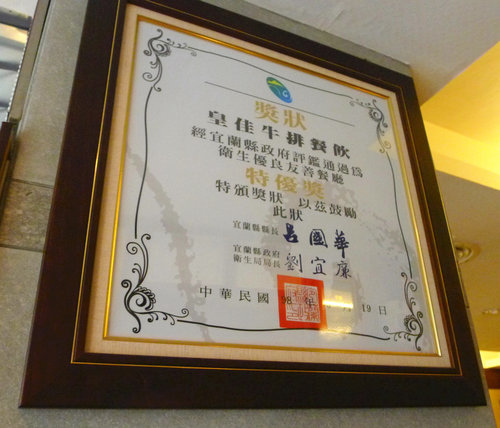 獎狀
皇佳牛排餐飲
經宜蘭縣政府評鑑通過為
衛生優良友善餐廳
特優獎
特頒獎狀 以茲鼓勵
此狀
宜蘭縣縣長 呂國華
宜蘭縣政府
衛生局局長 劉宜廉
中華民國 98 月 19 日